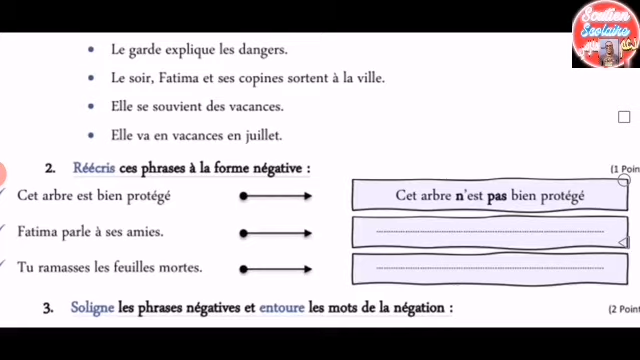 Soutien
Scolaire
Le garde explique les dangers.
Le soir, Fatima et ses copines sortent à la ville.
Elle se souvient des vacances.
Elle va en vacances en juillet.
2. Réécris ces phrases à la forme négative :
(1 Poin
Cet arbre est bien protégé
Cet arbre n'est pas bien protégé
Fatima parle à ses amies.
Tu ramasses les feuilles mortes.
3. Soligne les phrases négatives et entoure les mots de la négation :
(2 Point